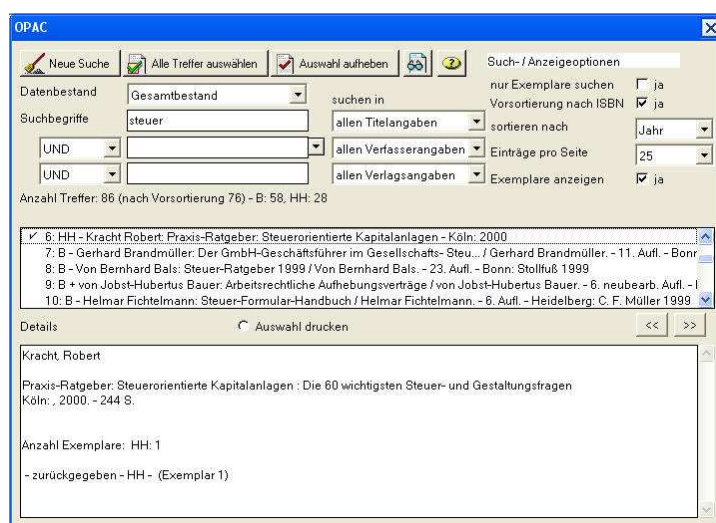 OPAC
Neue Suche Alle Treffer auswählen Auswahl aufheben Such- / Anzeigeoptionen
nur Exemplare suchen ja
Datenbestand Gesamtbestand suchen in Vorsortierung nach ISBN ja
Suchbegriffe steuer allen Titelangaben sortieren nach Jahr
UND allen Verfasserangaben Einträge pro Seite 25
UND allen Verlagsangaben Exemplare anzeigen ja
Anzahl Treffer: 86 (nach Vorsortierung 76) - B: 58, HH: 28
6: HH - Kracht Robert: Praxis-Ratgeber: Steuerorientierte Kapitalanlagen - Köln: 2000
7: B - Gerhard Brandmüller: Der GmbH-Geschäftsführer im Gesellschafts- Steu... / Gerhard Brandmüller. - 11. Aufl. - Bonn
8: B - Von Bernhard Bals: Steuer-Ratgeber 1999 / Von Bernhard Bals. - 23. Aufl. - Bonn: Stollfuß 1999
9: B + von Jobst-Hubertus Bauer: Arbeitsrechtliche Aufhebungsverträge / von Jobst-Hubertus Bauer. - 6. neubearb. Aufl. -
10: B - Helmar Fichtelmann: Steuer-Formular-Handbuch / Helmar Fichtelmann. - 6. Aufl. - Heidelberg: C. F. Müller 1999
Details Auswahl drucken << >>
Kracht, Robert
Praxis-Ratgeber: Steuerorientierte Kapitalanlagen : Die 60 wichtigsten Steuer- und Gestaltungsfragen
Köln: , 2000. - 244 S.
Anzahl Exemplare: HH: 1
- zurückgegeben - HH - (Exemplar 1)